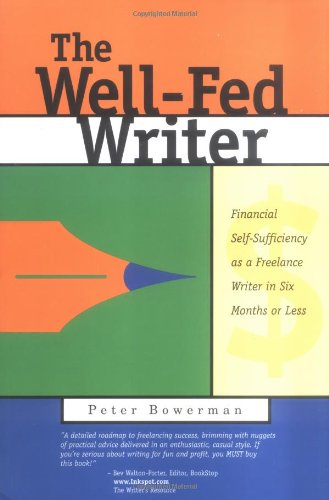 The
Well-Fed
Writer
Financial
Self-Sufficiency
as a Freelance
Writer in Six
Months or Less
$
Peter Bowerman
"A detailed roadmap to freelancing success, brimming with nuggets
of practical advice delivered in an enthusiastic, casual style. If
you're serious about writing for fun and profit, you MUST buy
this book!"
– Bev Walton-Porter, Editor, BookStop
www.Inkspot.com
The Writer's Resource